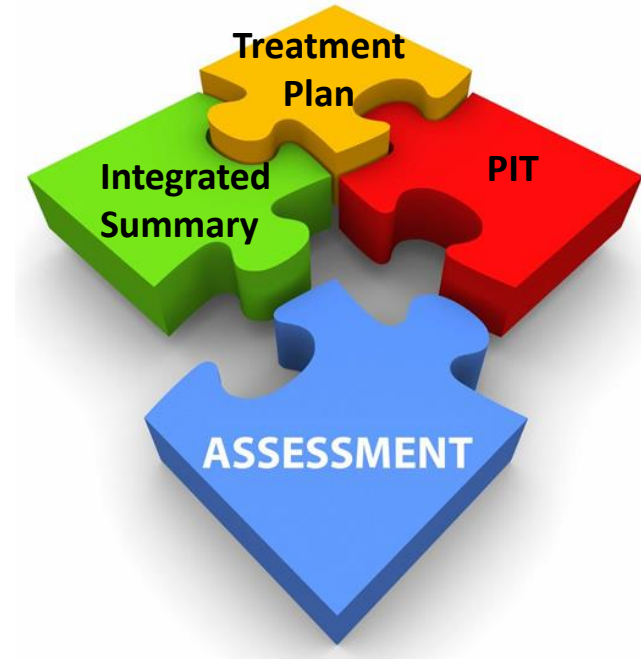 Treatment
Plan
Integrated
Summary
PIT
ASSESSMENT